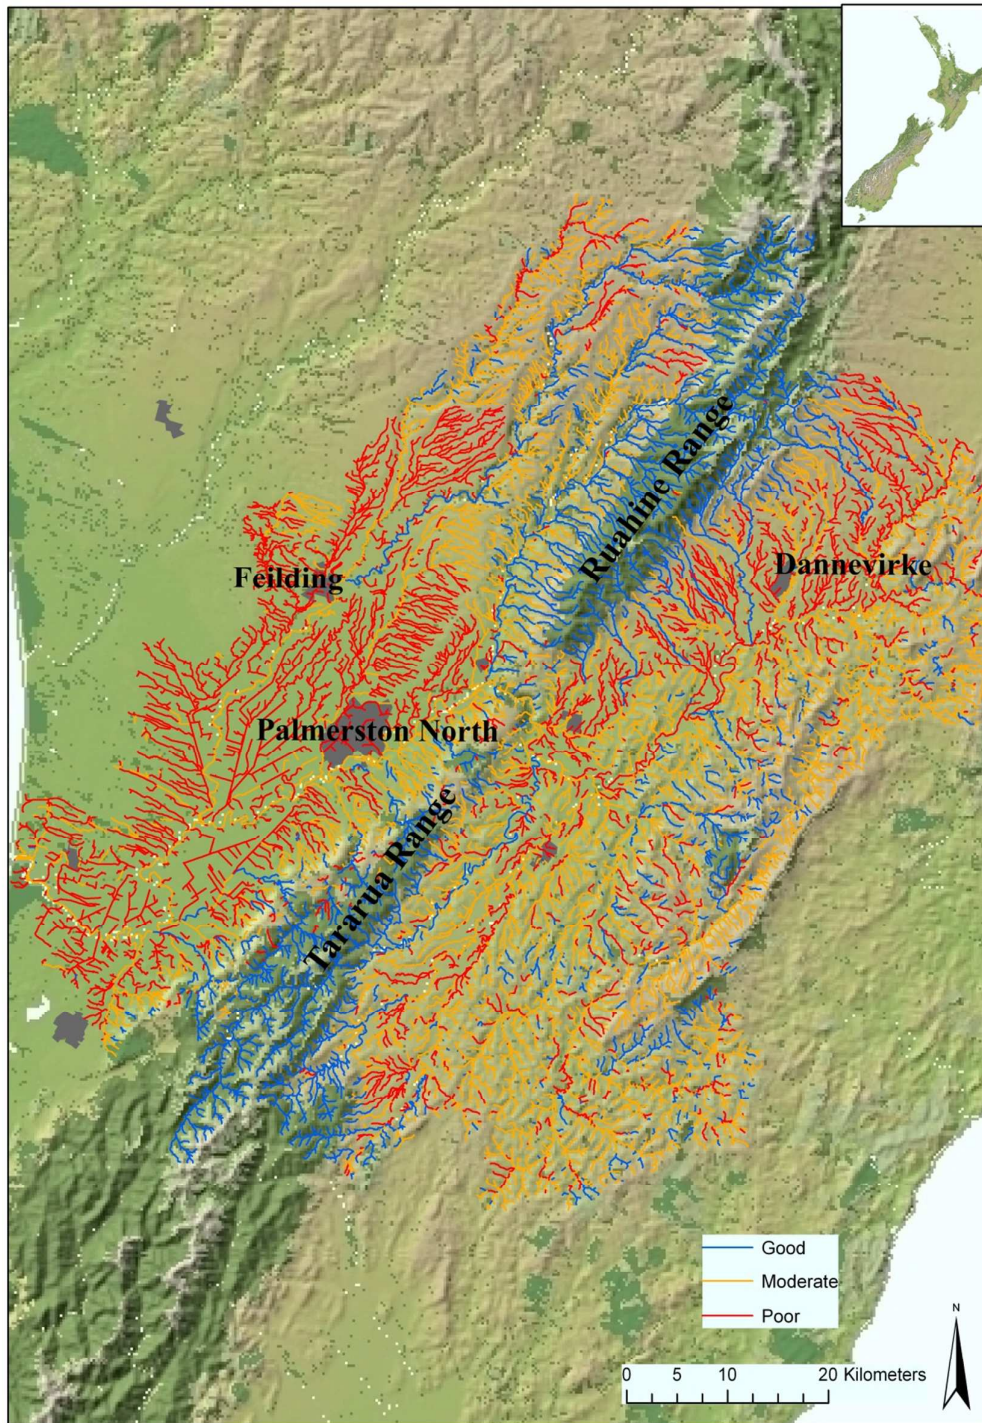 Ruahine Range
Feilding
Dannevirke
Palmerston North
Tararua Range
Good
Moderate
Poor
N
0 5 10 20 Kilometers